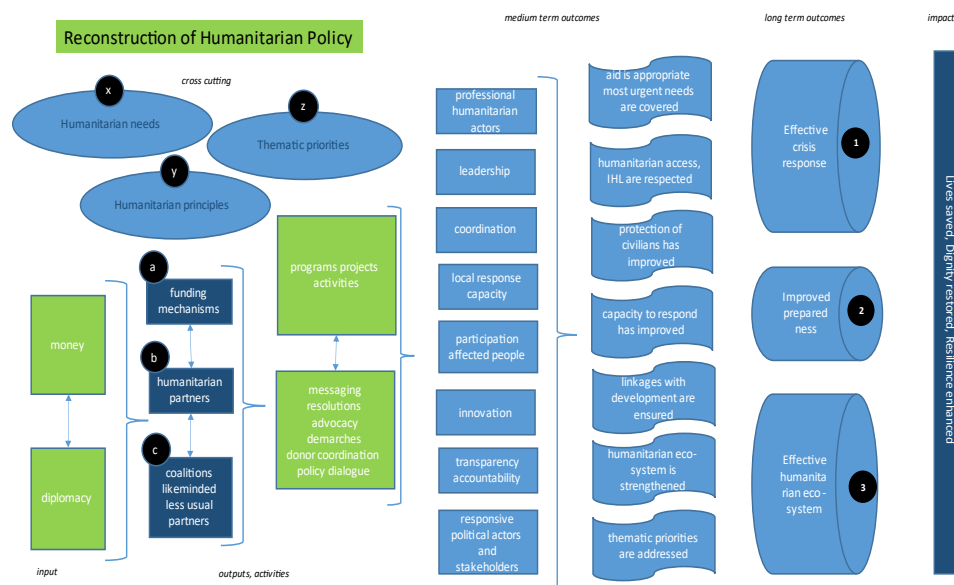 medium term outcomes
long term outcomes
impact
Reconstruction of Humanitarian Policy
cross cutting
x
Humanitarian needs
z
Thematic priorities
y
Humanitarian principles
a
funding
mechanisms
b
humanitarian
partners
c
coalitions
likeminded
less usual
partners
money
diplomacy
input
programs projects
activities
messaging
resolutions
advocacy
demarches
donor coordination
policy dialogue
outputs, activities
professional
humanitarian
actors
leadership
coordination
local response
capacity
participation
affected people
innovation
transparency
accountability
responsive
political actors
and
stakeholders
aid is appropriate
most urgent needs
are covered
humanitarian access,
IHL are respected
protection of
civilians has
improved
capacity to respond
has improved
linkages with
development are
ensured
humanitarian eco-
system is
strengthened
thematic priorities
are addressed
Effective
crisis
response
1
Improved
prepared
ness
2
Effective
humanita
rian eco-
system
3
Lives saved, Dignity restored, Resilience enhanced